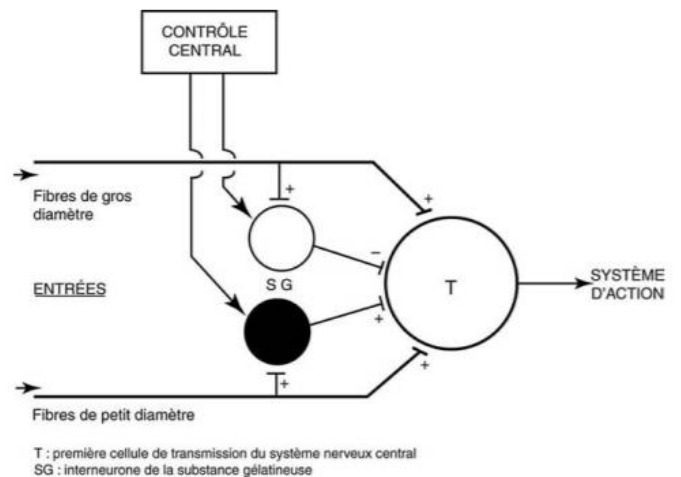 CONTRÔLE
CENTRAL
+
+
Fibres de gros
diamètre
−
S G
ENTRÉES
T
SYSTÈME
D'ACTION
+
+
+
Fibres de petit diamètre
T : première cellule de transmission du système nerveux central
SG : interneurone de la substance gélatineuse